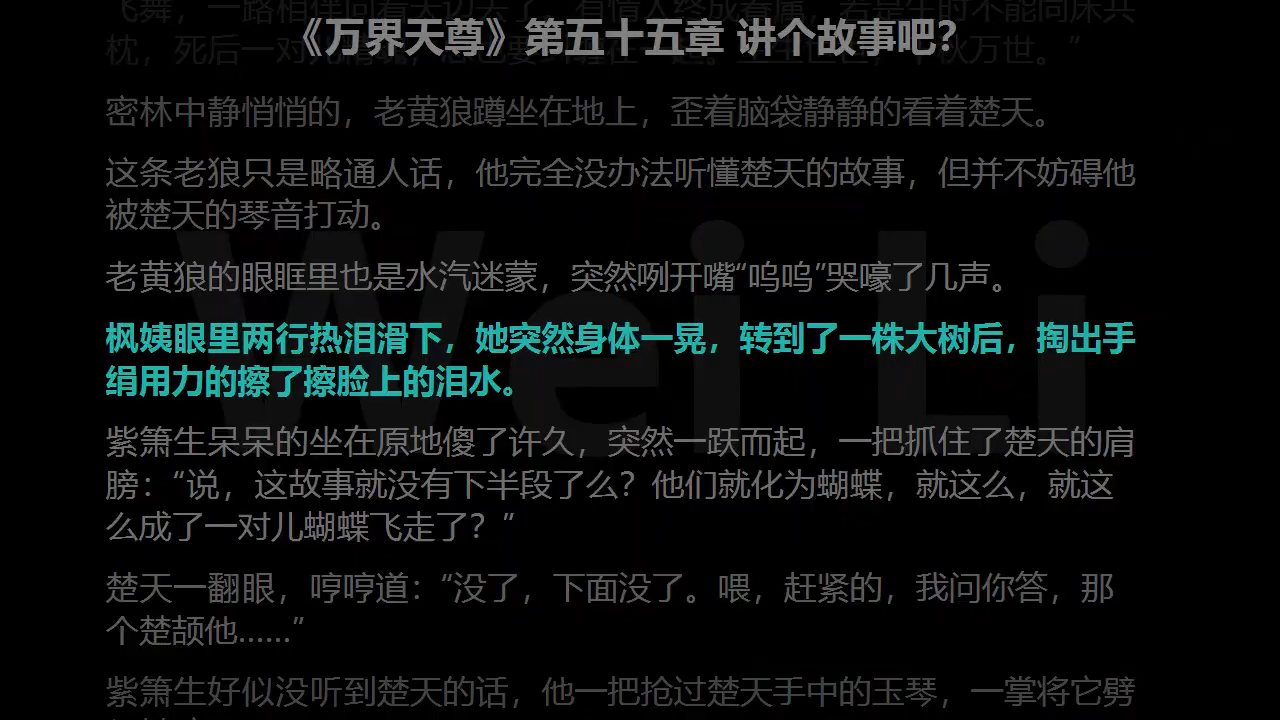 《万界天尊》第五十五章 讲个故事吧？
密林中静悄悄的，老黄狼蹲坐在地上，歪着脑袋静静的看着楚天。
这条老狼只是略通人话，他完全没办法听懂楚天的故事，但并不妨碍他
被楚天的琴音打动。
老黄狼的眼眶里也是水汽迷蒙，突然咧开嘴“呜呜”哭嚎了几声。
枫姨眼里两行热泪滑下，她突然身体一晃，转到了一株大树后，掏出手
绢用力的擦了擦脸上的泪水。
紫箫生呆呆的坐在原地傻了许久，突然一跃而起，一把抓住了楚天的肩
膀：“说，这故事就没有下半段了么？他们就化为蝴蝶，就这么，就这
么成了一对儿蝴蝶飞走了？”
楚天一翻眼，哼哼道：“没了，下面没了。喂，赶紧的，我问你答，那
个楚颉他……”
紫箫生好似没听到楚天的话，他一把抢过楚天手中的玉琴，一掌将它劈
Wei Li